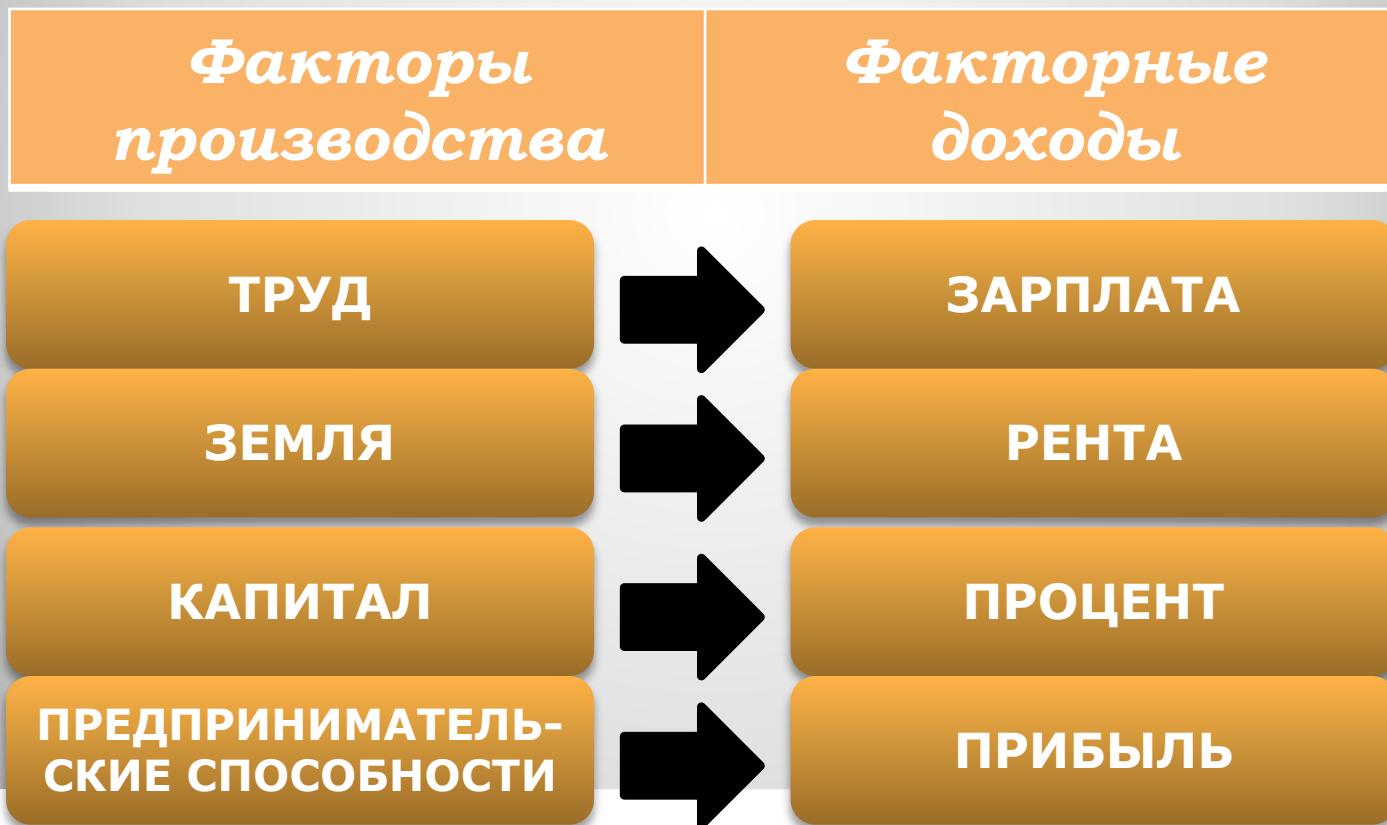 Факторы
производства
Факторные
доходы
ТРУД
ЗАРПЛАТА
ЗЕМЛЯ
РЕНТА
КАПИТАЛ
ПРОЦЕНТ
ПРЕДПРИНИМАТЕЛЬ-
СКИЕ СПОСОБНОСТИ
ПРИБЫЛЬ